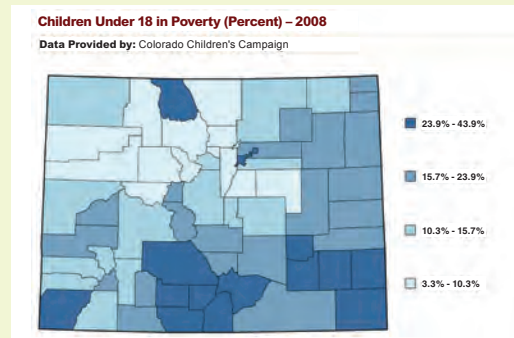 Children Under 18 in Poverty (Percent) – 2008
Data Provided by: Colorado Children's Campaign
23.9% - 43.9%
15.7% - 23.9%
10.3% - 15.7%
3.3% - 10.3%